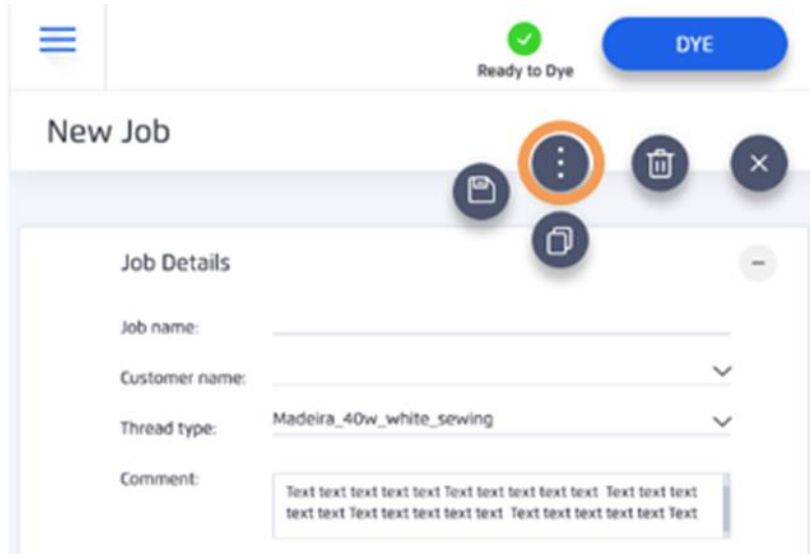 DYE
Ready to Dye
New Job
Job Details
Job name:
Customer name:
Thread type: Madeira_40w_white_sewing
Comment:
Text text text text text Text text text text text Text text text
text text Text text text text text Text text text text text Text